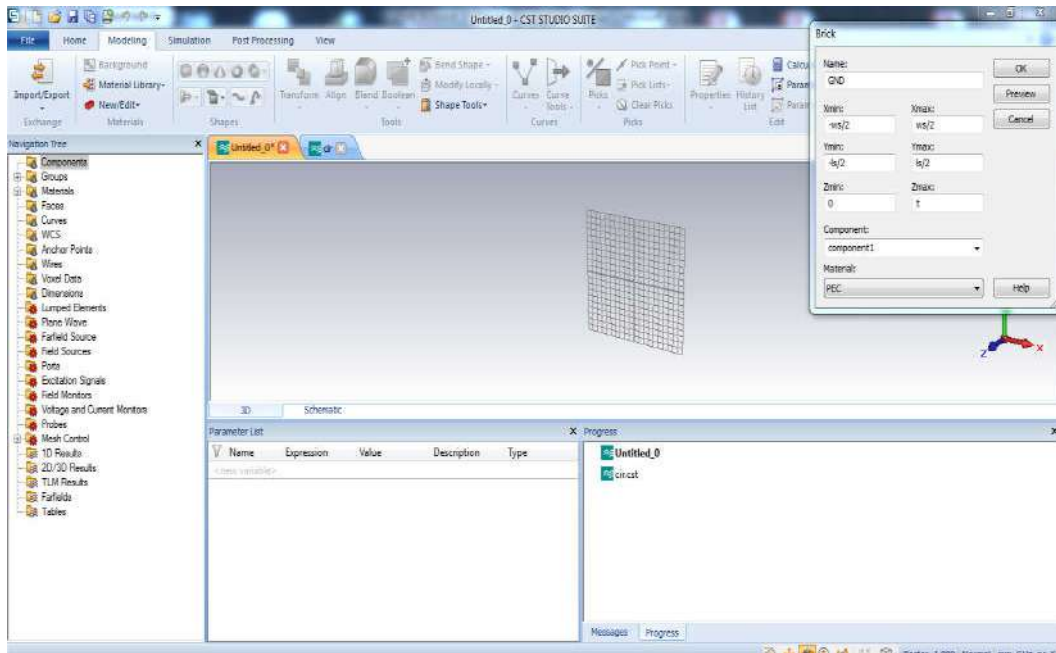 Untitled_0 - CST STUDIO SUITE
File Home Modeling Simulation Post Processing View
Import/Export
Background
Material Library
New/Edit
Exchange
Materials
Shapes
Transform Align Blend Boolean
Bend Shape
Modify Locally
Shape Tools
Tools
Curves Curve Tools
Curves
Picks
Pick Point
Pick Lists
Clear Picks
Picks
Properties History List
Calcu
Param
Param
Edit
Brick
Name:
GND
OK
Preview
Cancel
Xmin: Xmax:
-ws/2 ws/2
Ymin: Ymax:
-ls/2 ls/2
Zmin: Zmax:
0 t
Component:
component1
Material:
PEC
Help
Navigation Tree
Components
Groups
Materials
Faces
Curves
WCS
Anchor Points
Wires
Voxel Data
Dimensions
Lumped Elements
Plane Wave
Farfield Source
Field Sources
Ports
Excitation Signals
Field Monitors
Voltage and Current Monitors
Probes
Mesh Control
1D Results
2D/3D Results
TLM Results
Farfields
Tables
Untitled_0*
z x
3D Schematic
Parameter List
Name Expression Value Description Type
<new variable>
Progress
Untitled_0
cir.cst
Messages Progress